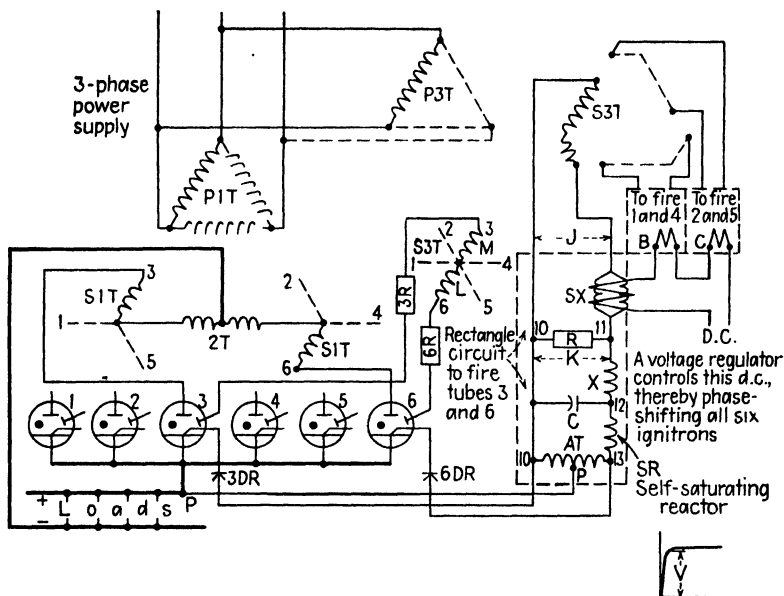 3-phase
power
supply
P3T
P1T
S3T
To fire
1 and 4
To fire
2 and 5
B
C
J
SX
D.C.
S1T
3
1
5
2T
2
4
S1T
6
2
3
S3T
M
1
4
L
6
5
3R
6R
Rectangle
circuit
to fire
tubes 3
and 6
10
R
11
K
X
C
12
AT
10
P
13
A voltage regulator
controls this d.c.,
thereby phase-
shifting all six
ignitrons
SR
Self-saturating
reactor
1
2
3
4
5
6
3DR
6DR
+
−
L o a d s
P
V